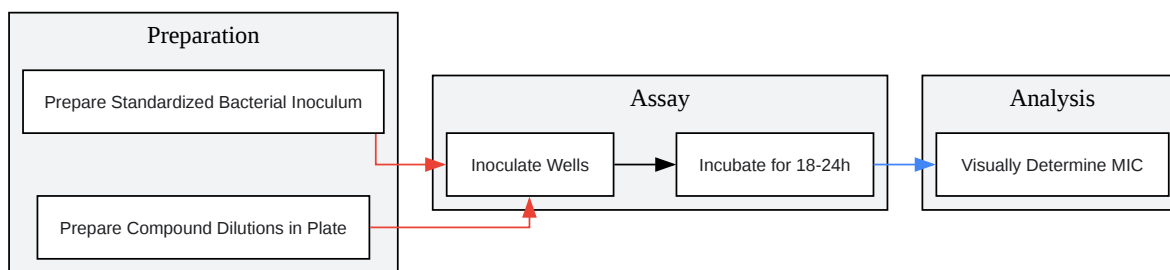 Preparation
Prepare Standardized Bacterial Inoculum
Prepare Compound Dilutions in Plate
Assay
Inoculate Wells
Incubate for 18-24h
Analysis
Visually Determine MIC